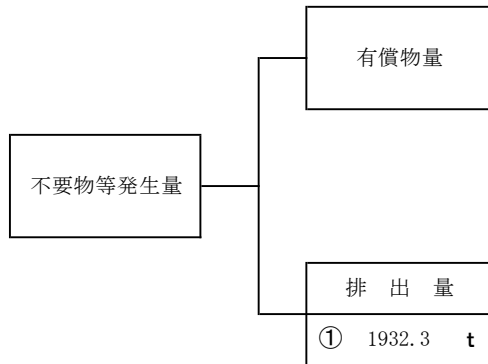 有償物量
不要物等発生量
排 出 量
① 1932.3 t